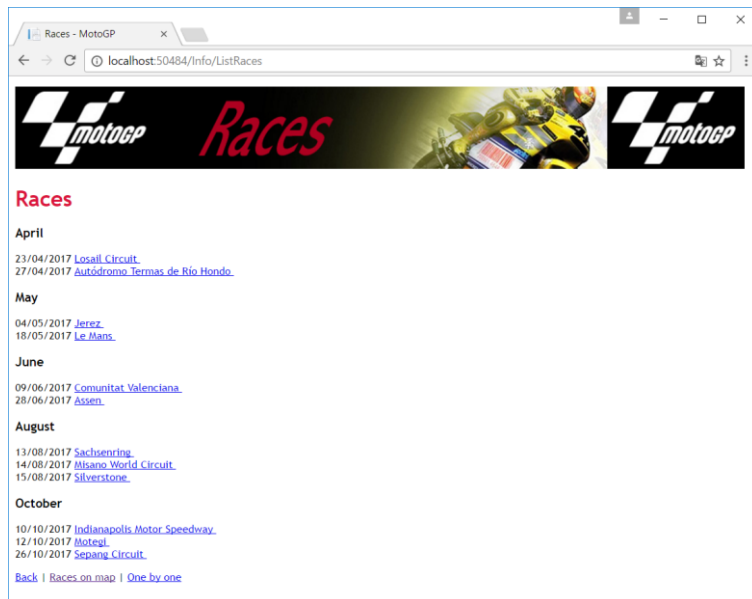 Races - MotoGP
localhost:50484/Info/ListRaces
motoGP Races motoGP
Races
April
23/04/2017 Losail Circuit
27/04/2017 Autódromo Termas de Río Hondo
May
04/05/2017 Jerez
18/05/2017 Le Mans
June
09/06/2017 Comunitat Valenciana
28/06/2017 Assen
August
13/08/2017 Sachsenring
14/08/2017 Misano World Circuit
15/08/2017 Silverstone
October
10/10/2017 Indianapolis Motor Speedway
12/10/2017 Motegi
26/10/2017 Sepang Circuit
Back | Races on map | One by one